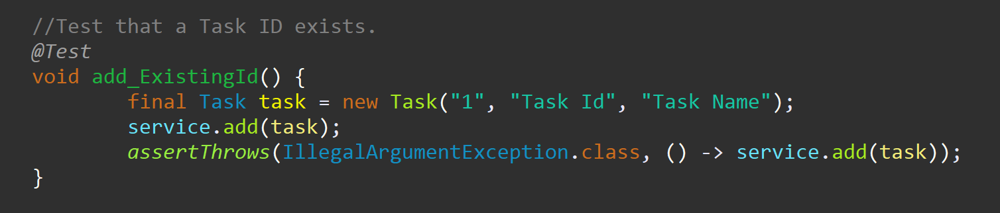 //Test that a Task ID exists.
@Test
void add_ExistingId() {
        final Task task = new Task("1", "Task Id", "Task Name");
        service.add(task);
        assertThrows(IllegalArgumentException.class, () -> service.add(task));
}